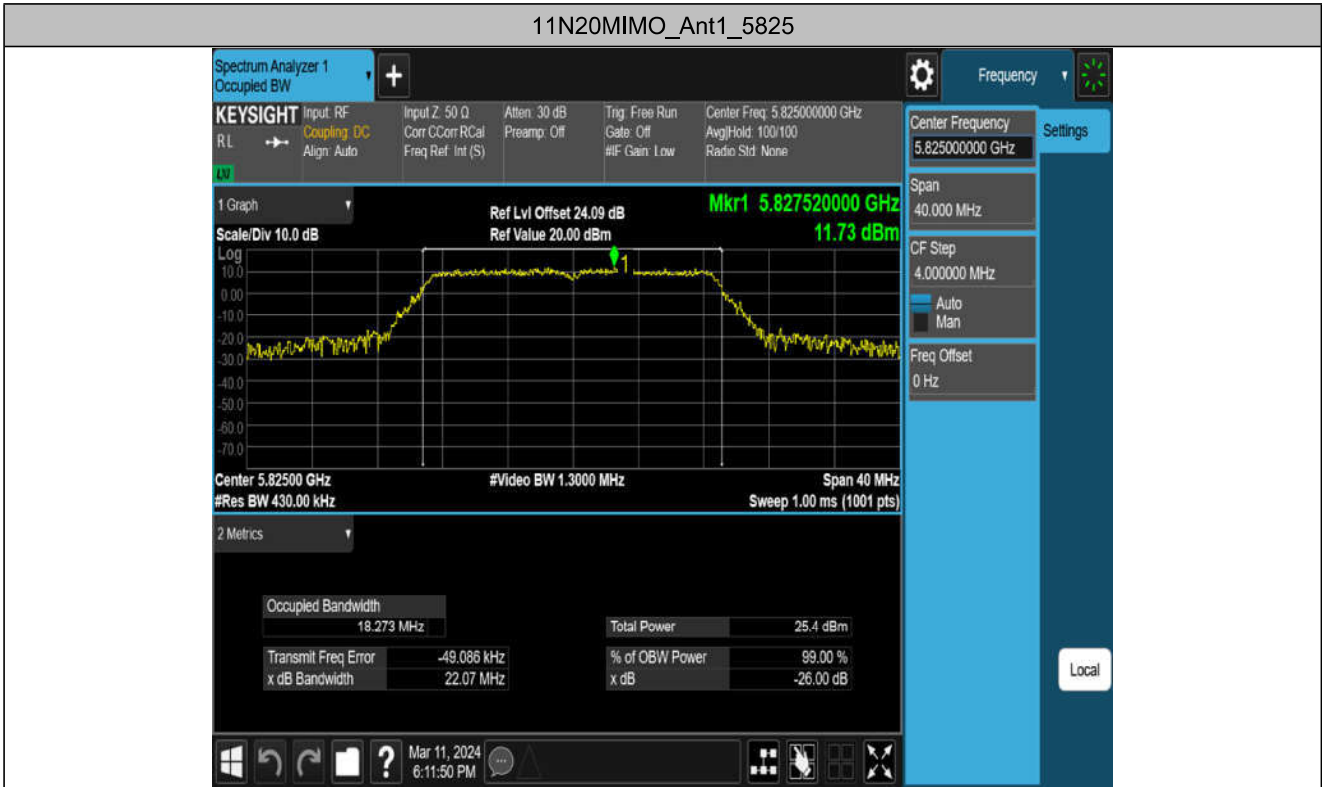 11N20MIMO_Ant1_5825
Spectrum Analyzer 1
Occupied BW
+
Frequency
KEYSIGHT
RL
LXI
Input: RF
Coupling: DC
Align: Auto
Input Z: 50 Ω
Corr CCorr RCal
Freq Ref: Int (S)
Atten: 30 dB
Preamp: Off
Trig: Free Run
Gate: Off
#IF Gain: Low
Center Freq: 5.825000000 GHz
Avg|Hold: 100/100
Radio Std: None
Center Frequency
5.825000000 GHz
Settings
Span
40.000 MHz
CF Step
4.000000 MHz
Auto
Man
Freq Offset
0 Hz
1 Graph
Scale/Div 10.0 dB
Ref Lvl Offset 24.09 dB
Ref Value 20.00 dBm
Mkr1 5.827520000 GHz
11.73 dBm
Log
10.0
0.00
-10.0
-20.0
-30.0
-40.0
-50.0
-60.0
-70.0
1
Center 5.82500 GHz
#Video BW 1.3000 MHz
Span 40 MHz
#Res BW 430.00 kHz
Sweep 1.00 ms (1001 pts)
2 Metrics
Occupied Bandwidth
18.273 MHz
Total Power 25.4 dBm
Transmit Freq Error -49.086 kHz
% of OBW Power 99.00 %
x dB Bandwidth 22.07 MHz
x dB -26.00 dB
Local
?
Mar 11, 2024
6:11:50 PM